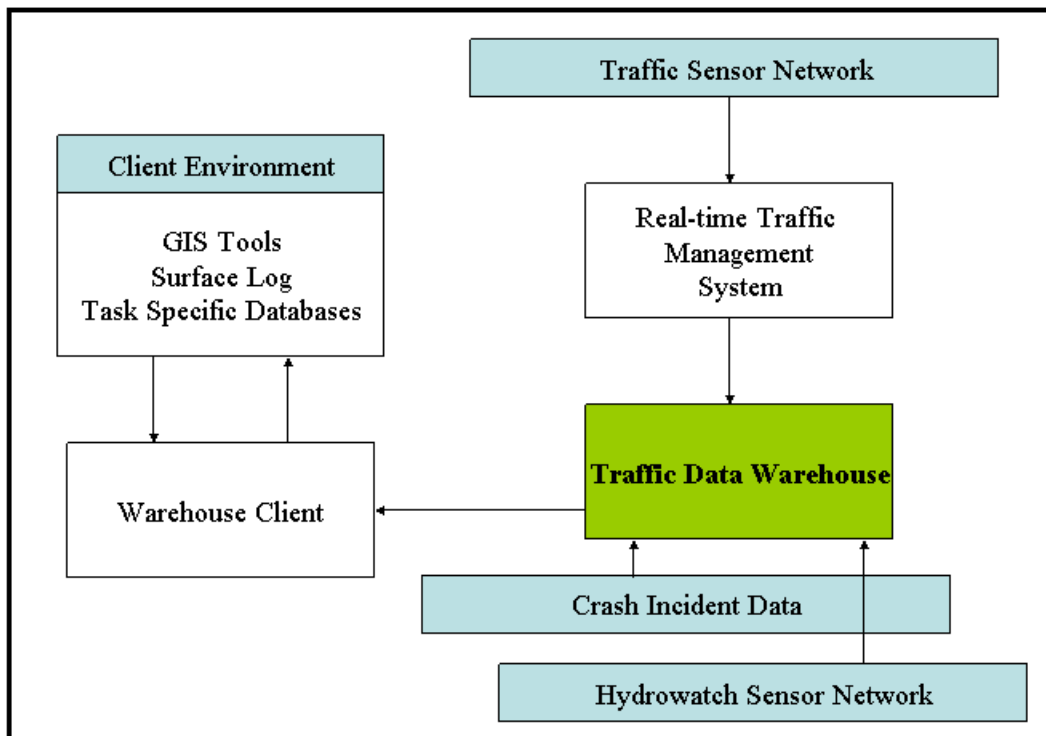 Traffic Sensor Network
Client Environment
GIS Tools
Surface Log
Task Specific Databases
Real-time Traffic
Management
System
Traffic Data Warehouse
Warehouse Client
Crash Incident Data
Hydrowatch Sensor Network